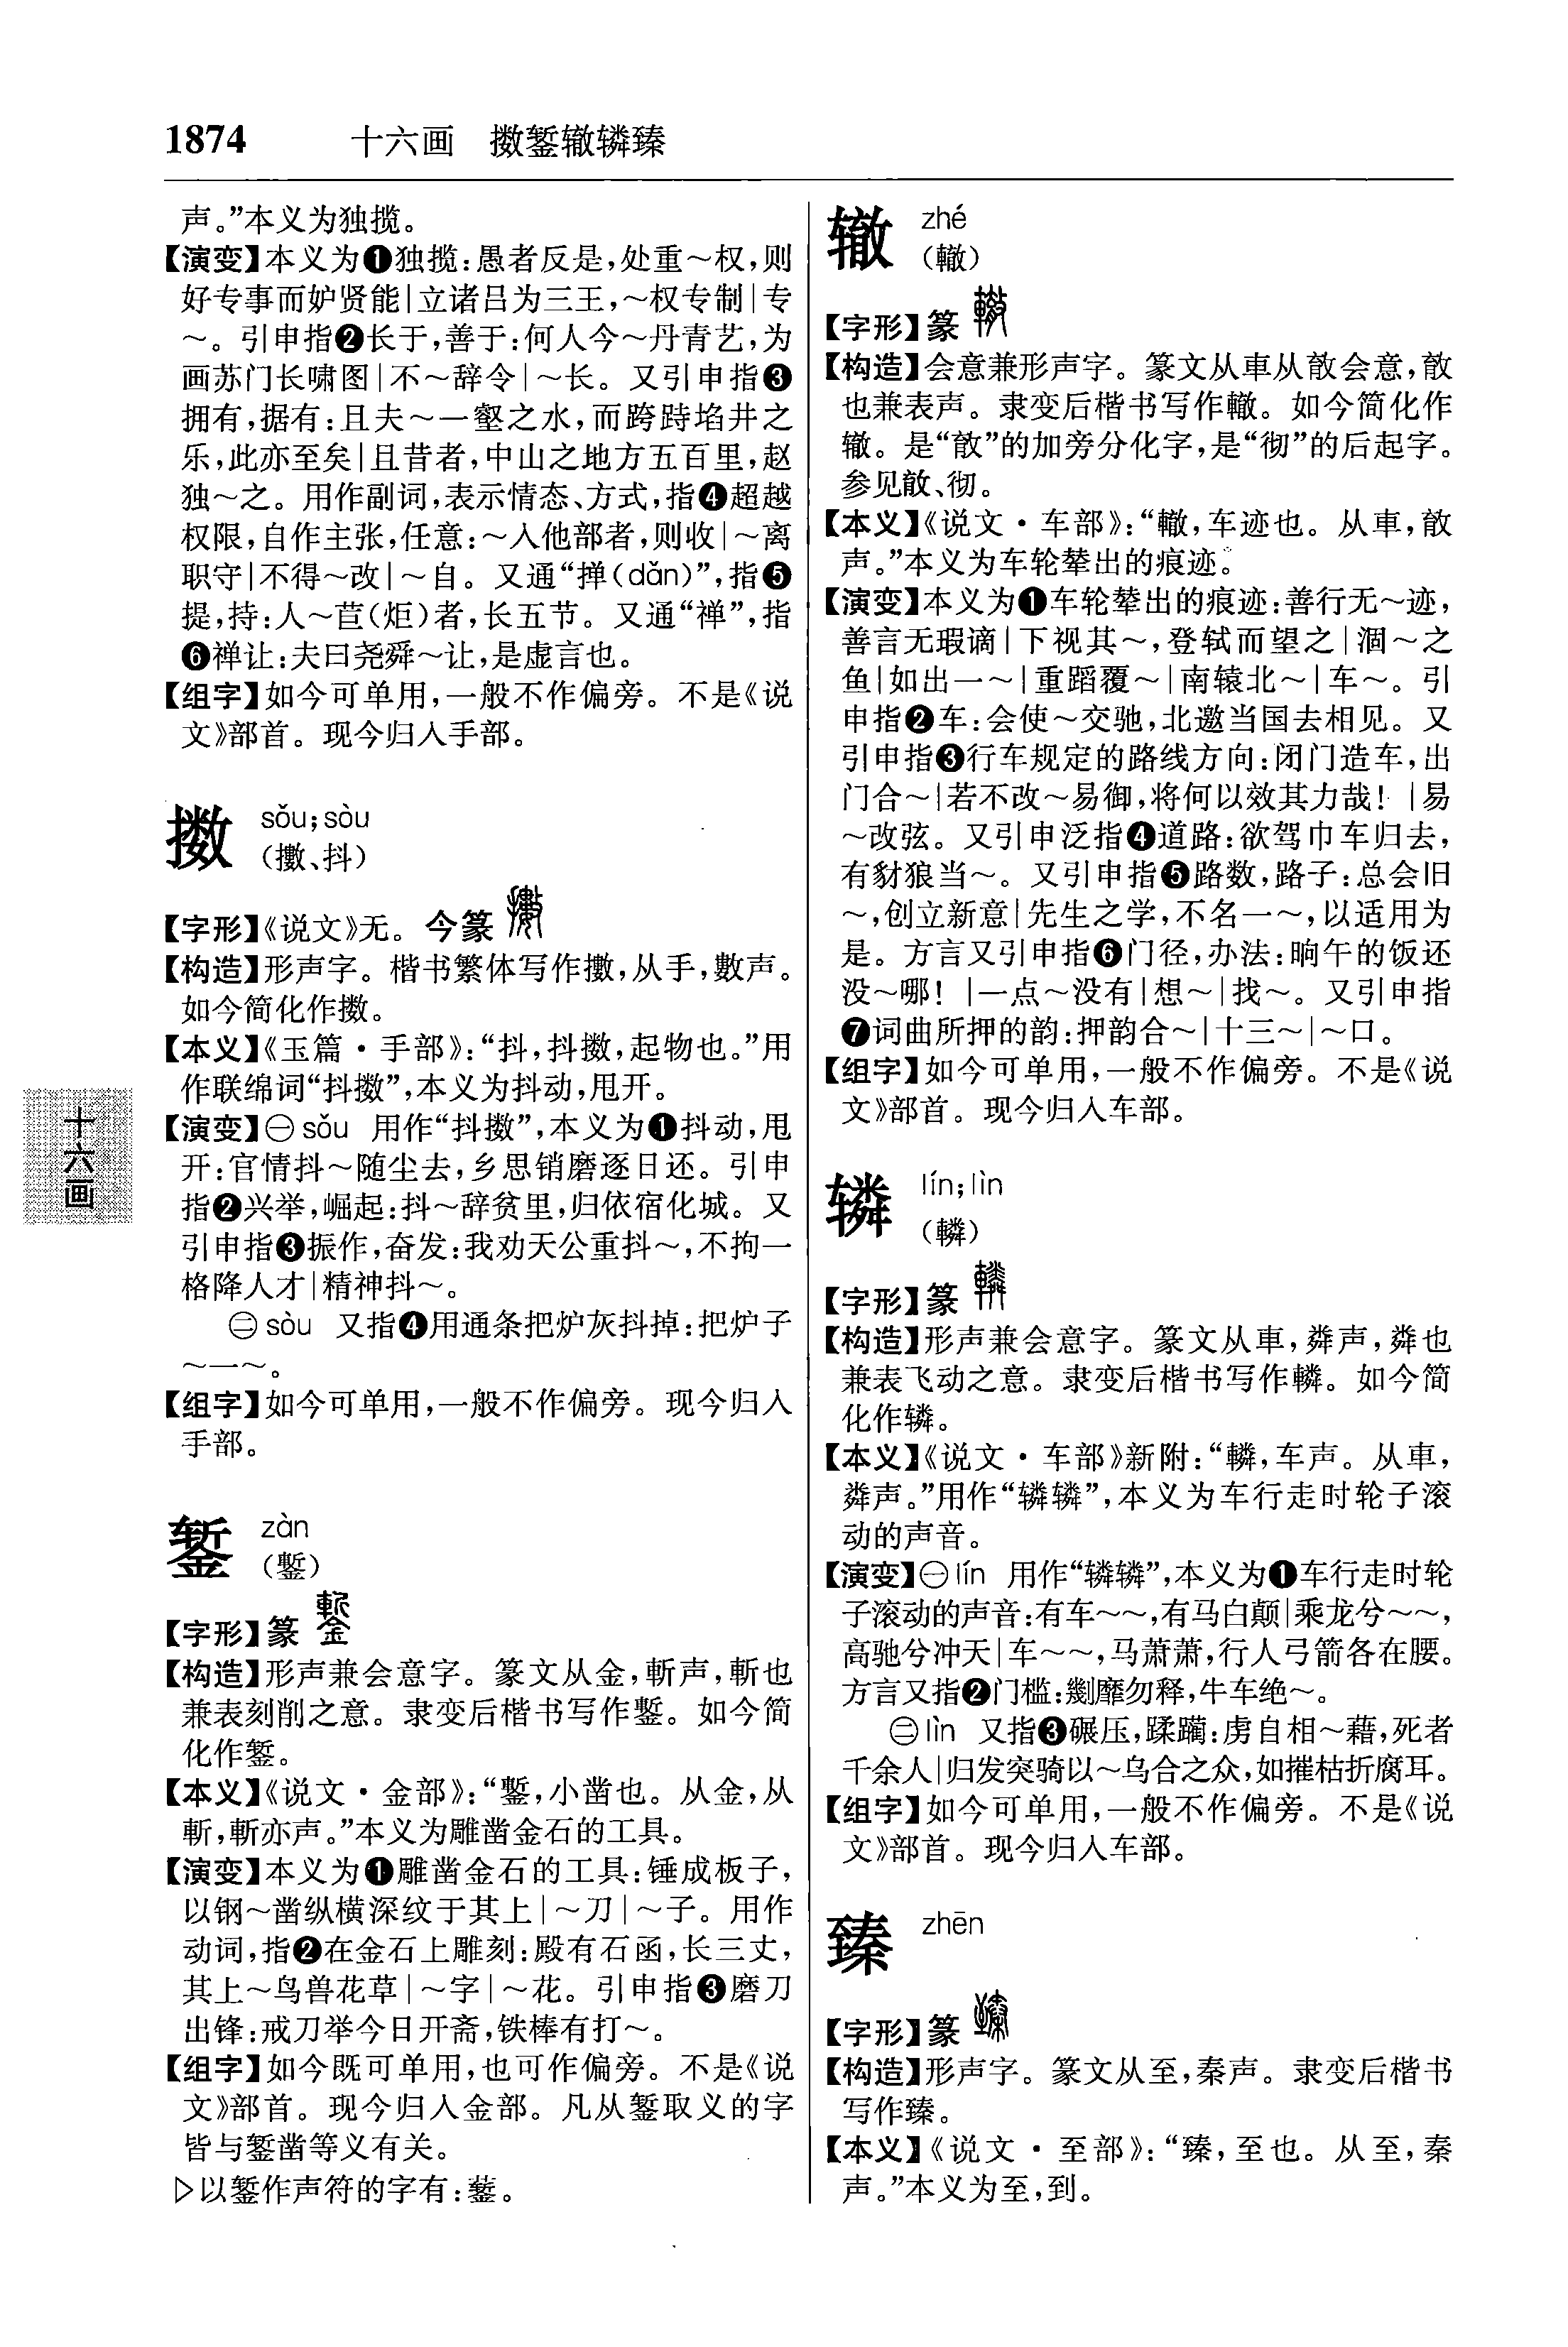 1874　十六画　擞錾辙辚臻
声。”本义为独揽。
【演变】本义为❶独揽:愚者反是,处重～权,则
好专事而妒贤能|立诸吕为三王,～权专制|专
～。引申指❷长于,善于:何人今～丹青艺,为
画苏门长啸图|不～辞令|～长。又引申指❸
拥有,据有:且夫～一壑之水,而跨跱埳井之
乐,此亦至矣|且昔者,中山之地方五百里,赵
独～之。用作副词,表示情态、方式,指❹超越
权限,自作主张,任意:～入他部者,则收|～离
职守|不得～改|～自。又通“掸(dǎn)”,指❺
提,持:人～苣(炬)者,长五节。又通“禅”,指
❻禅让:夫曰尧舜～让,是虚言也。
【组字】如今可单用,一般不作偏旁。不是《说
文》部首。现今归入手部。
擞 sǒu;sòu
(擻、抖)
【字形】《说文》无。今篆
【构造】形声字。楷书繁体写作擻,从手,數声。
如今简化作擞。
【本义】《玉篇·手部》:“抖,抖擞,起物也。”用
作联绵词“抖擞”,本义为抖动,甩开。
【演变】㊀sǒu 用作“抖擞”,本义为❶抖动,甩
开:官情抖～随尘去,乡思销磨逐日还。引申
指❷兴举,崛起:抖～辞贫里,归依宿化城。又
引申指❸振作,奋发:我劝天公重抖～,不拘一
格降人才|精神抖～。
㊁sòu 又指❹用通条把炉灰抖掉:把炉子
～一～。
【组字】如今可单用,一般不作偏旁。现今归入
手部。
錾 zàn
(鏨)
【字形】篆
【构造】形声兼会意字。篆文从金,斬声,斬也
兼表刻削之意。隶变后楷书写作鏨。如今简
化作錾。
【本义】《说文·金部》:“鏨,小凿也。从金,从
斬,斬亦声。”本义为雕凿金石的工具。
【演变】本义为❶雕凿金石的工具:锤成板子,
以钢～凿纵横深纹于其上|～刀|～子。用作
动词,指❷在金石上雕刻:殿有石函,长三丈,
其上～鸟兽花草|～字|～花。引申指❸磨刀
出锋:戒刀举今日开斋,铁棒有打～。
【组字】如今既可单用,也可作偏旁。不是《说
文》部首。现今归入金部。凡从錾取义的字
皆与錾凿等义有关。
▷以錾作声符的字有:蔪。
辙 zhé
(轍)
【字形】篆
【构造】会意兼形声字。篆文从車从㪚会意,㪚
也兼表声。隶变后楷书写作轍。如今简化作
辙。是“㪚”的加旁分化字,是“彻”的后起字。
参见㪚、彻。
【本义】《说文·车部》:“轍,车迹也。从車,㪚
声。”本义为车轮辇出的痕迹。
【演变】本义为❶车轮辇出的痕迹:善行无～迹,
善言无瑕谪|下视其～,登轼而望之|涸～之
鱼|如出一～|重蹈覆～|南辕北～|车～。引
申指❷车:会使～交驰,北邀当国去相见。又
引申指❸行车规定的路线方向:闭门造车,出
门合～|若不改～易御,将何以效其力哉!|易
～改弦。又引申泛指❹道路:欲驾巾车归去,
有豺狼当～。又引申指❺路数,路子:总会旧
～,创立新意|先生之学,不名一～,以适用为
是。方言又引申指❻门径,办法:晌午的饭还
没～哪!|一点～没有|想～|找～。又引申指
❼词曲所押的韵:押韵合～|十三～|～口。
【组字】如今可单用,一般不作偏旁。不是《说
文》部首。现今归入车部。
辚 lín;lìn
(轔)
【字形】篆
【构造】形声兼会意字。篆文从車,粦声,粦也
兼表飞动之意。隶变后楷书写作轔。如今简
化作辚。
【本义】《说文·车部》新附:“轔,车声。从車,
粦声。”用作“辚辚”,本义为车行走时轮子滚
动的声音。
【演变】㊀lín 用作“辚辚”,本义为❶车行走时轮
子滚动的声音:有车～～,有马白颠|乘龙兮～～,
高驰兮冲天|车～～,马萧萧,行人弓箭各在腰。
方言又指❷门槛:劙靡勿释,牛车绝～。
㊁lìn 又指❸碾压,蹂躏:虏自相～藉,死者
千余人|归发突骑以～乌合之众,如摧枯折腐耳。
【组字】如今可单用,一般不作偏旁。不是《说
文》部首。现今归入车部。
臻 zhēn
【字形】篆
【构造】形声字。篆文从至,秦声。隶变后楷书
写作臻。
【本义】《说文·至部》:“臻,至也。从至,秦
声。”本义为至,到。
十六画